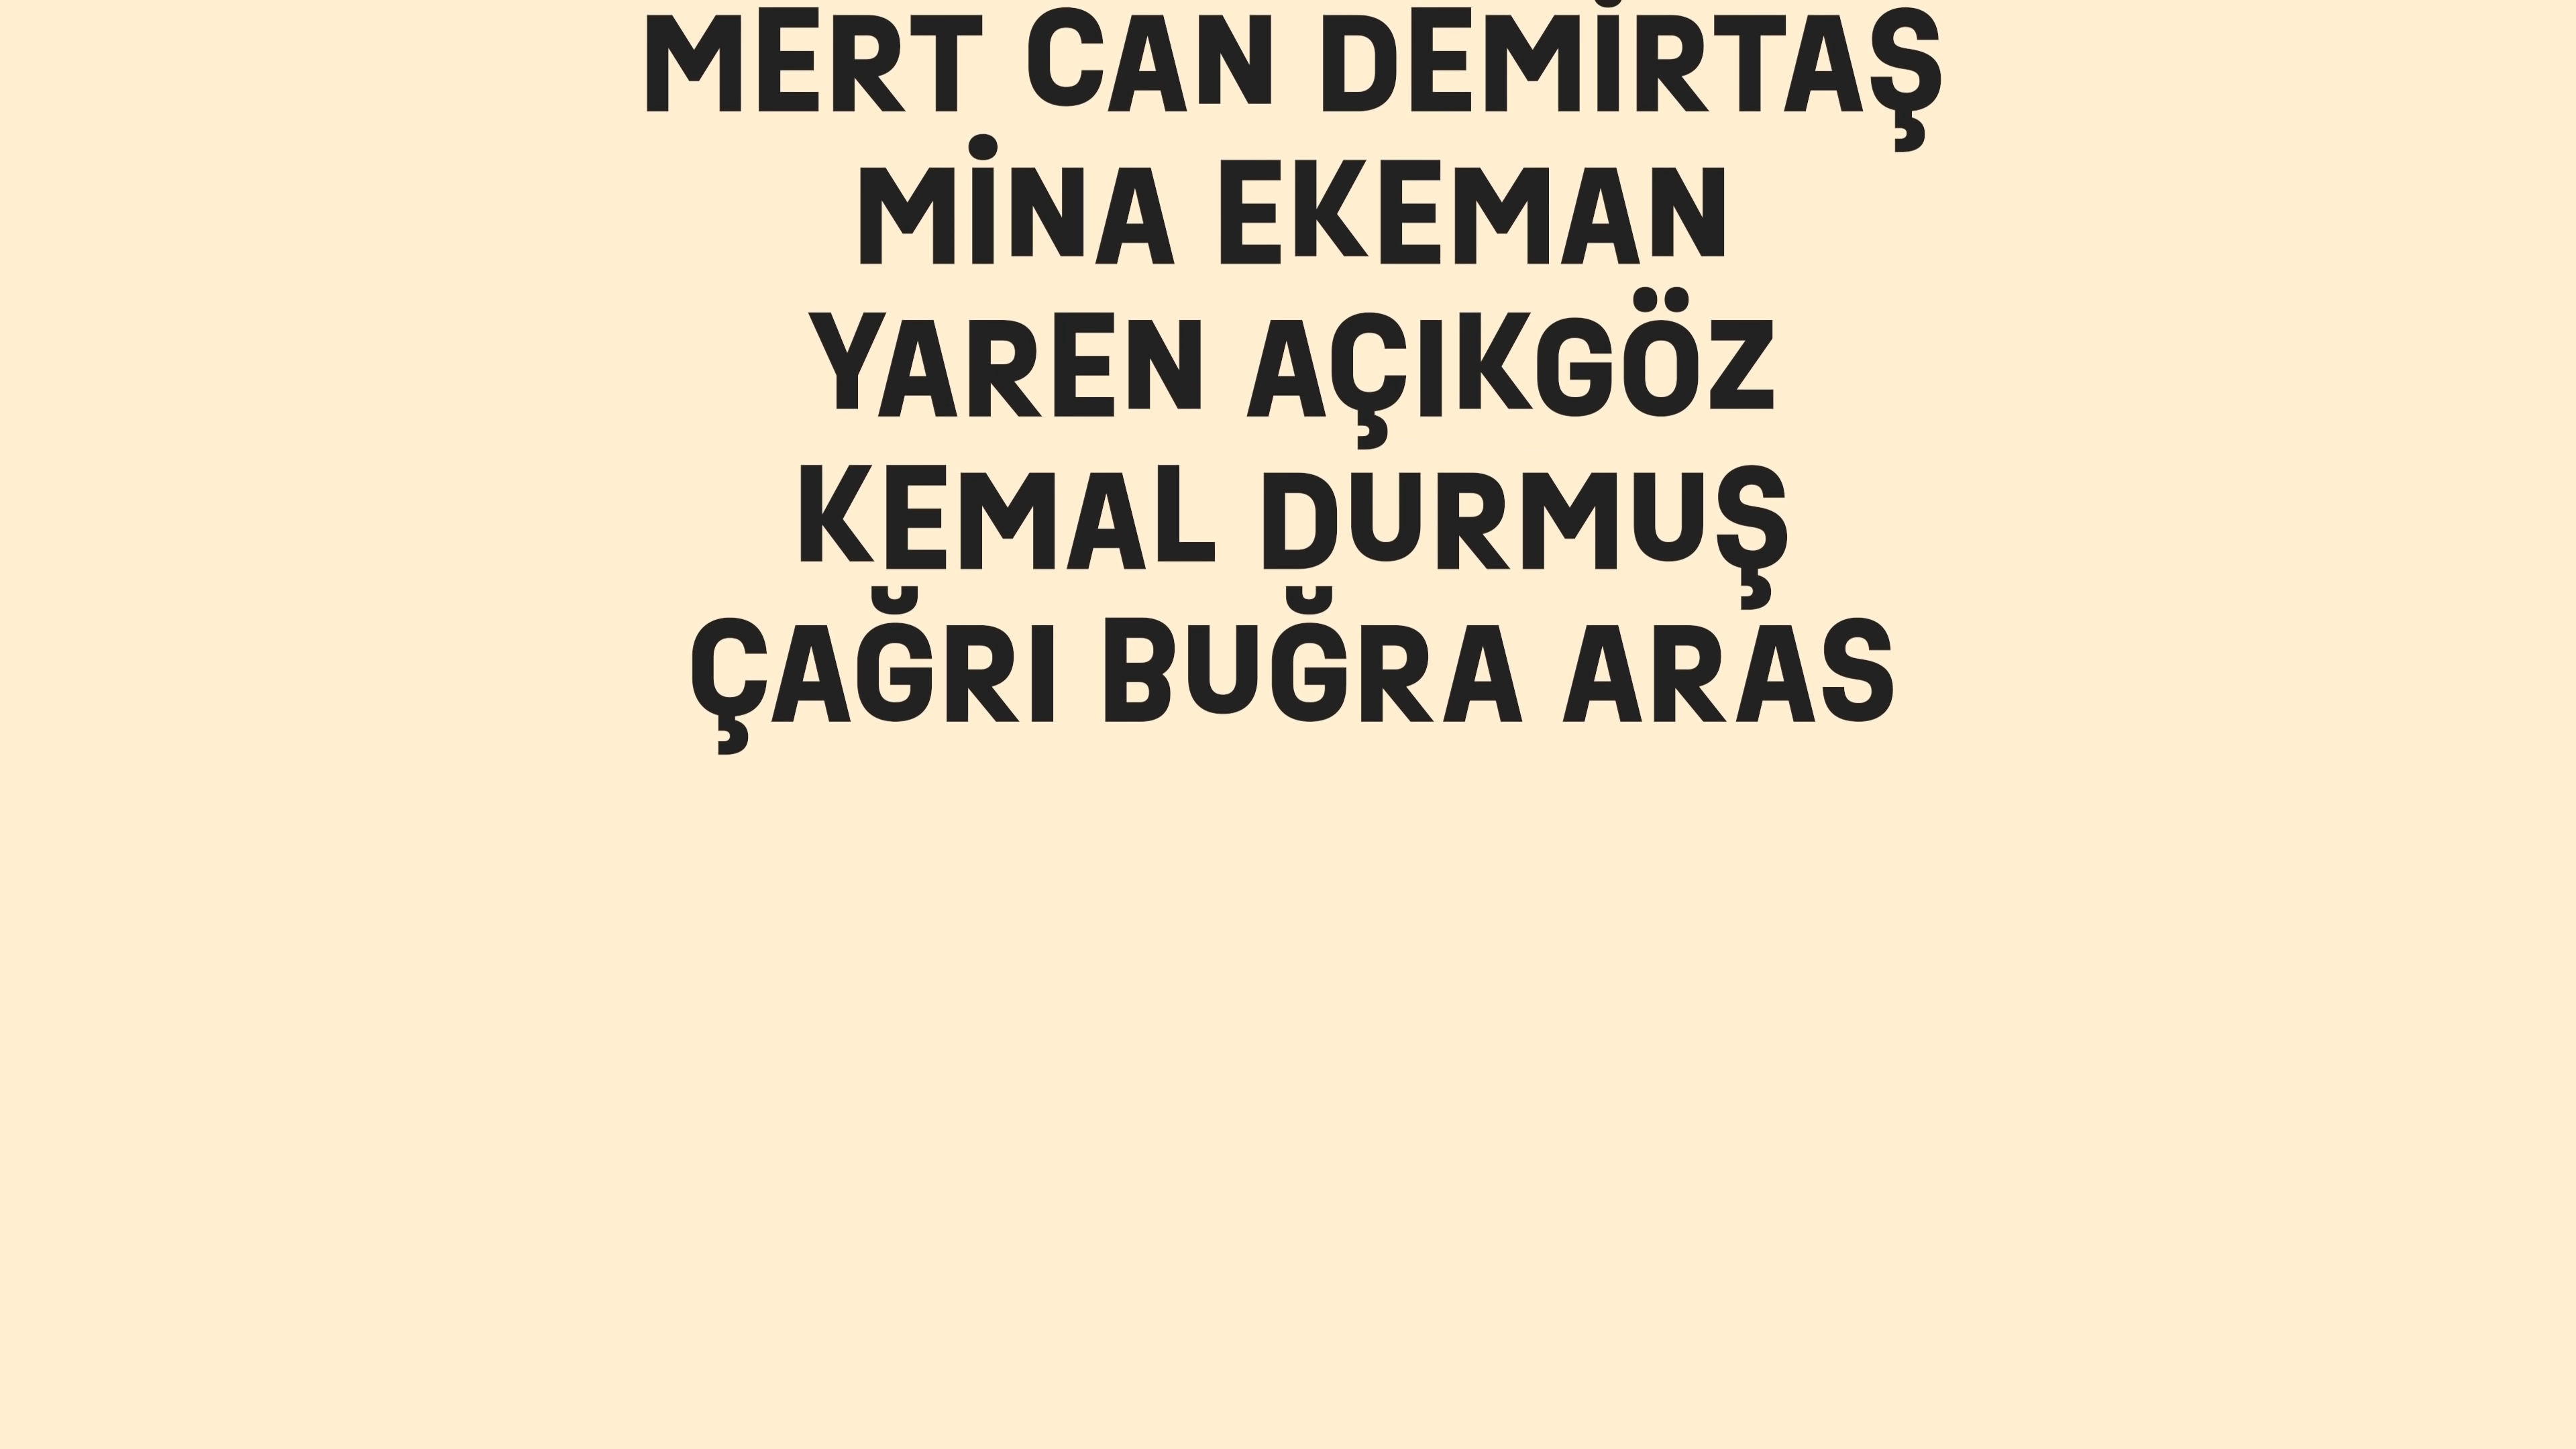 MERT CAN DEMİRTAŞ
MİNA EKEMAN
YAREN AÇIKGÖZ
KEMAL DURMUŞ
ÇAĞRI BUĞRA ARAS